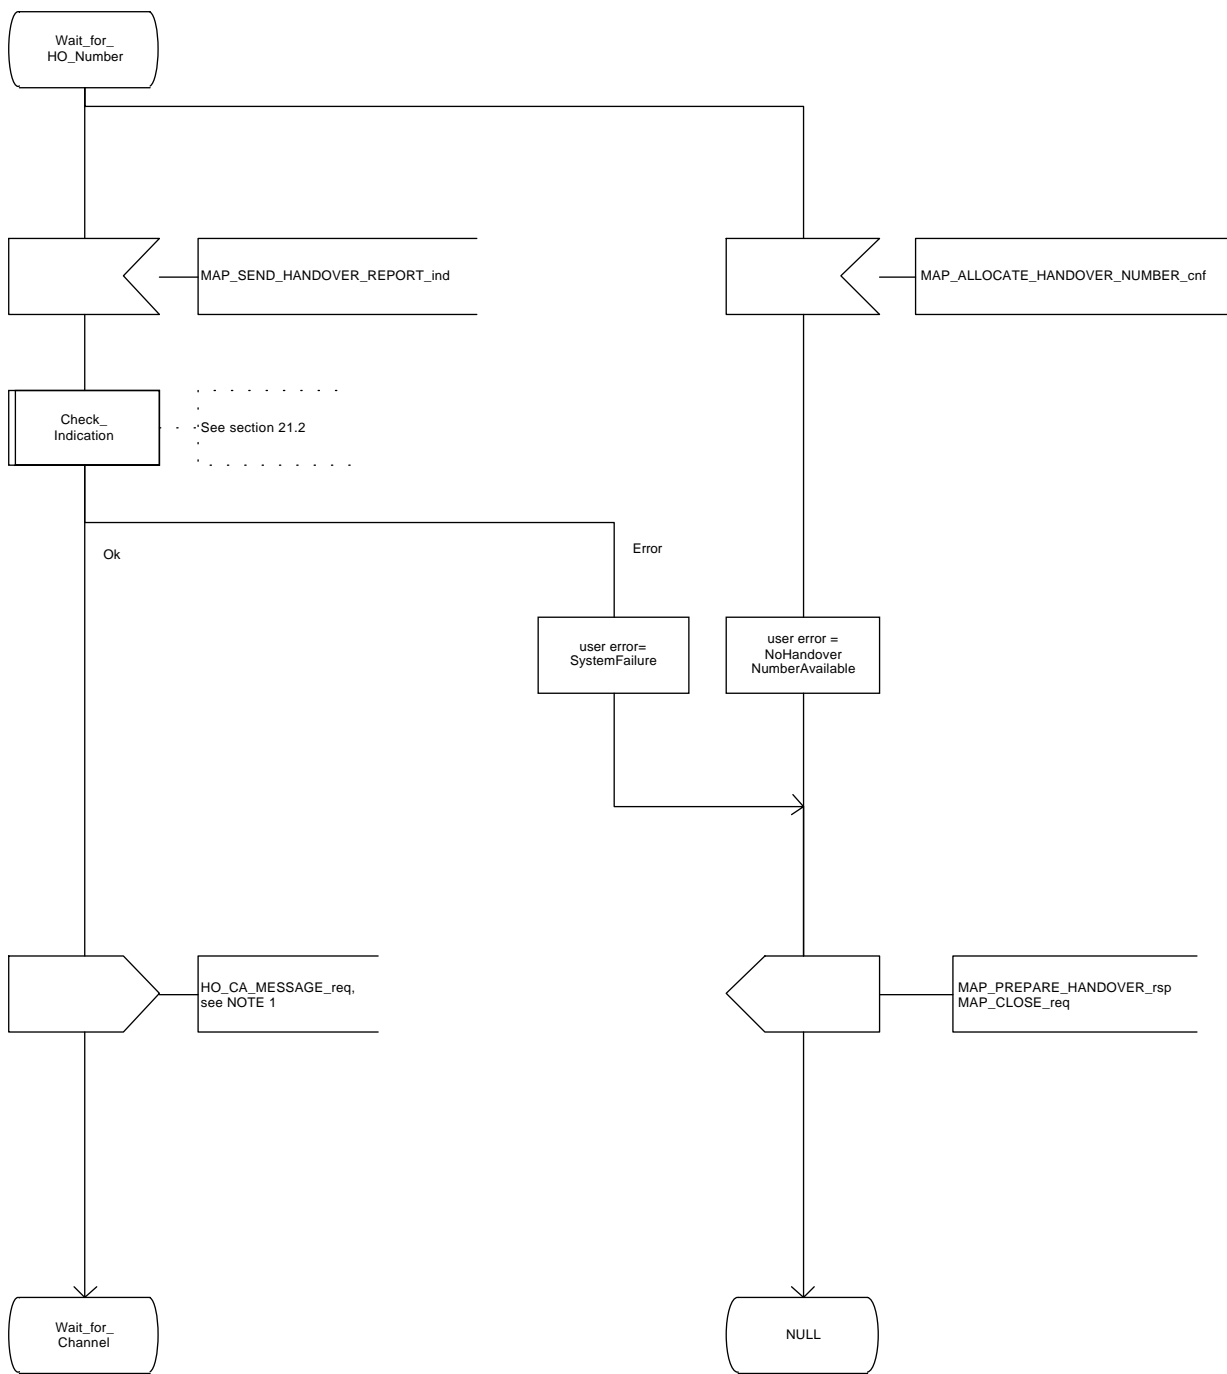 Wait_for_
HO_Number
MAP_SEND_HANDOVER_REPORT_ind
MAP_ALLOCATE_HANDOVER_NUMBER_cnf
Check_
Indication
See section 21.2
Ok
Error
user error=
SystemFailure
user error =
NoHandover
NumberAvailable
HO_CA_MESSAGE_req,
see NOTE 1
MAP_PREPARE_HANDOVER_rsp
MAP_CLOSE_req
Wait_for_
Channel
NULL